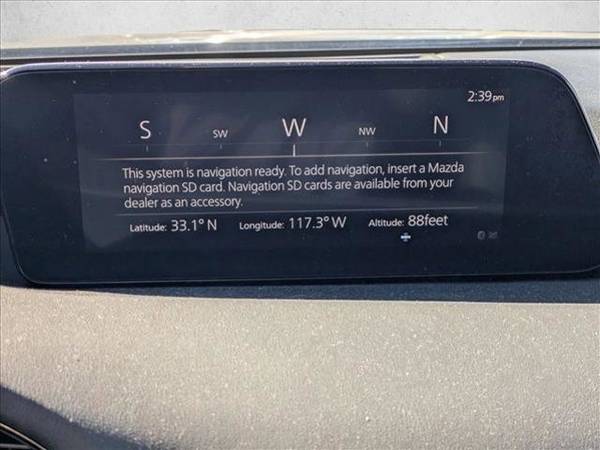 2:39pm
S SW W NW N
This system is navigation ready. To add navigation, insert a Mazda
navigation SD card. Navigation SD cards are available from your
dealer as an accessory.
Latitude: 33.1° N Longitude: 117.3° W Altitude: 88feet